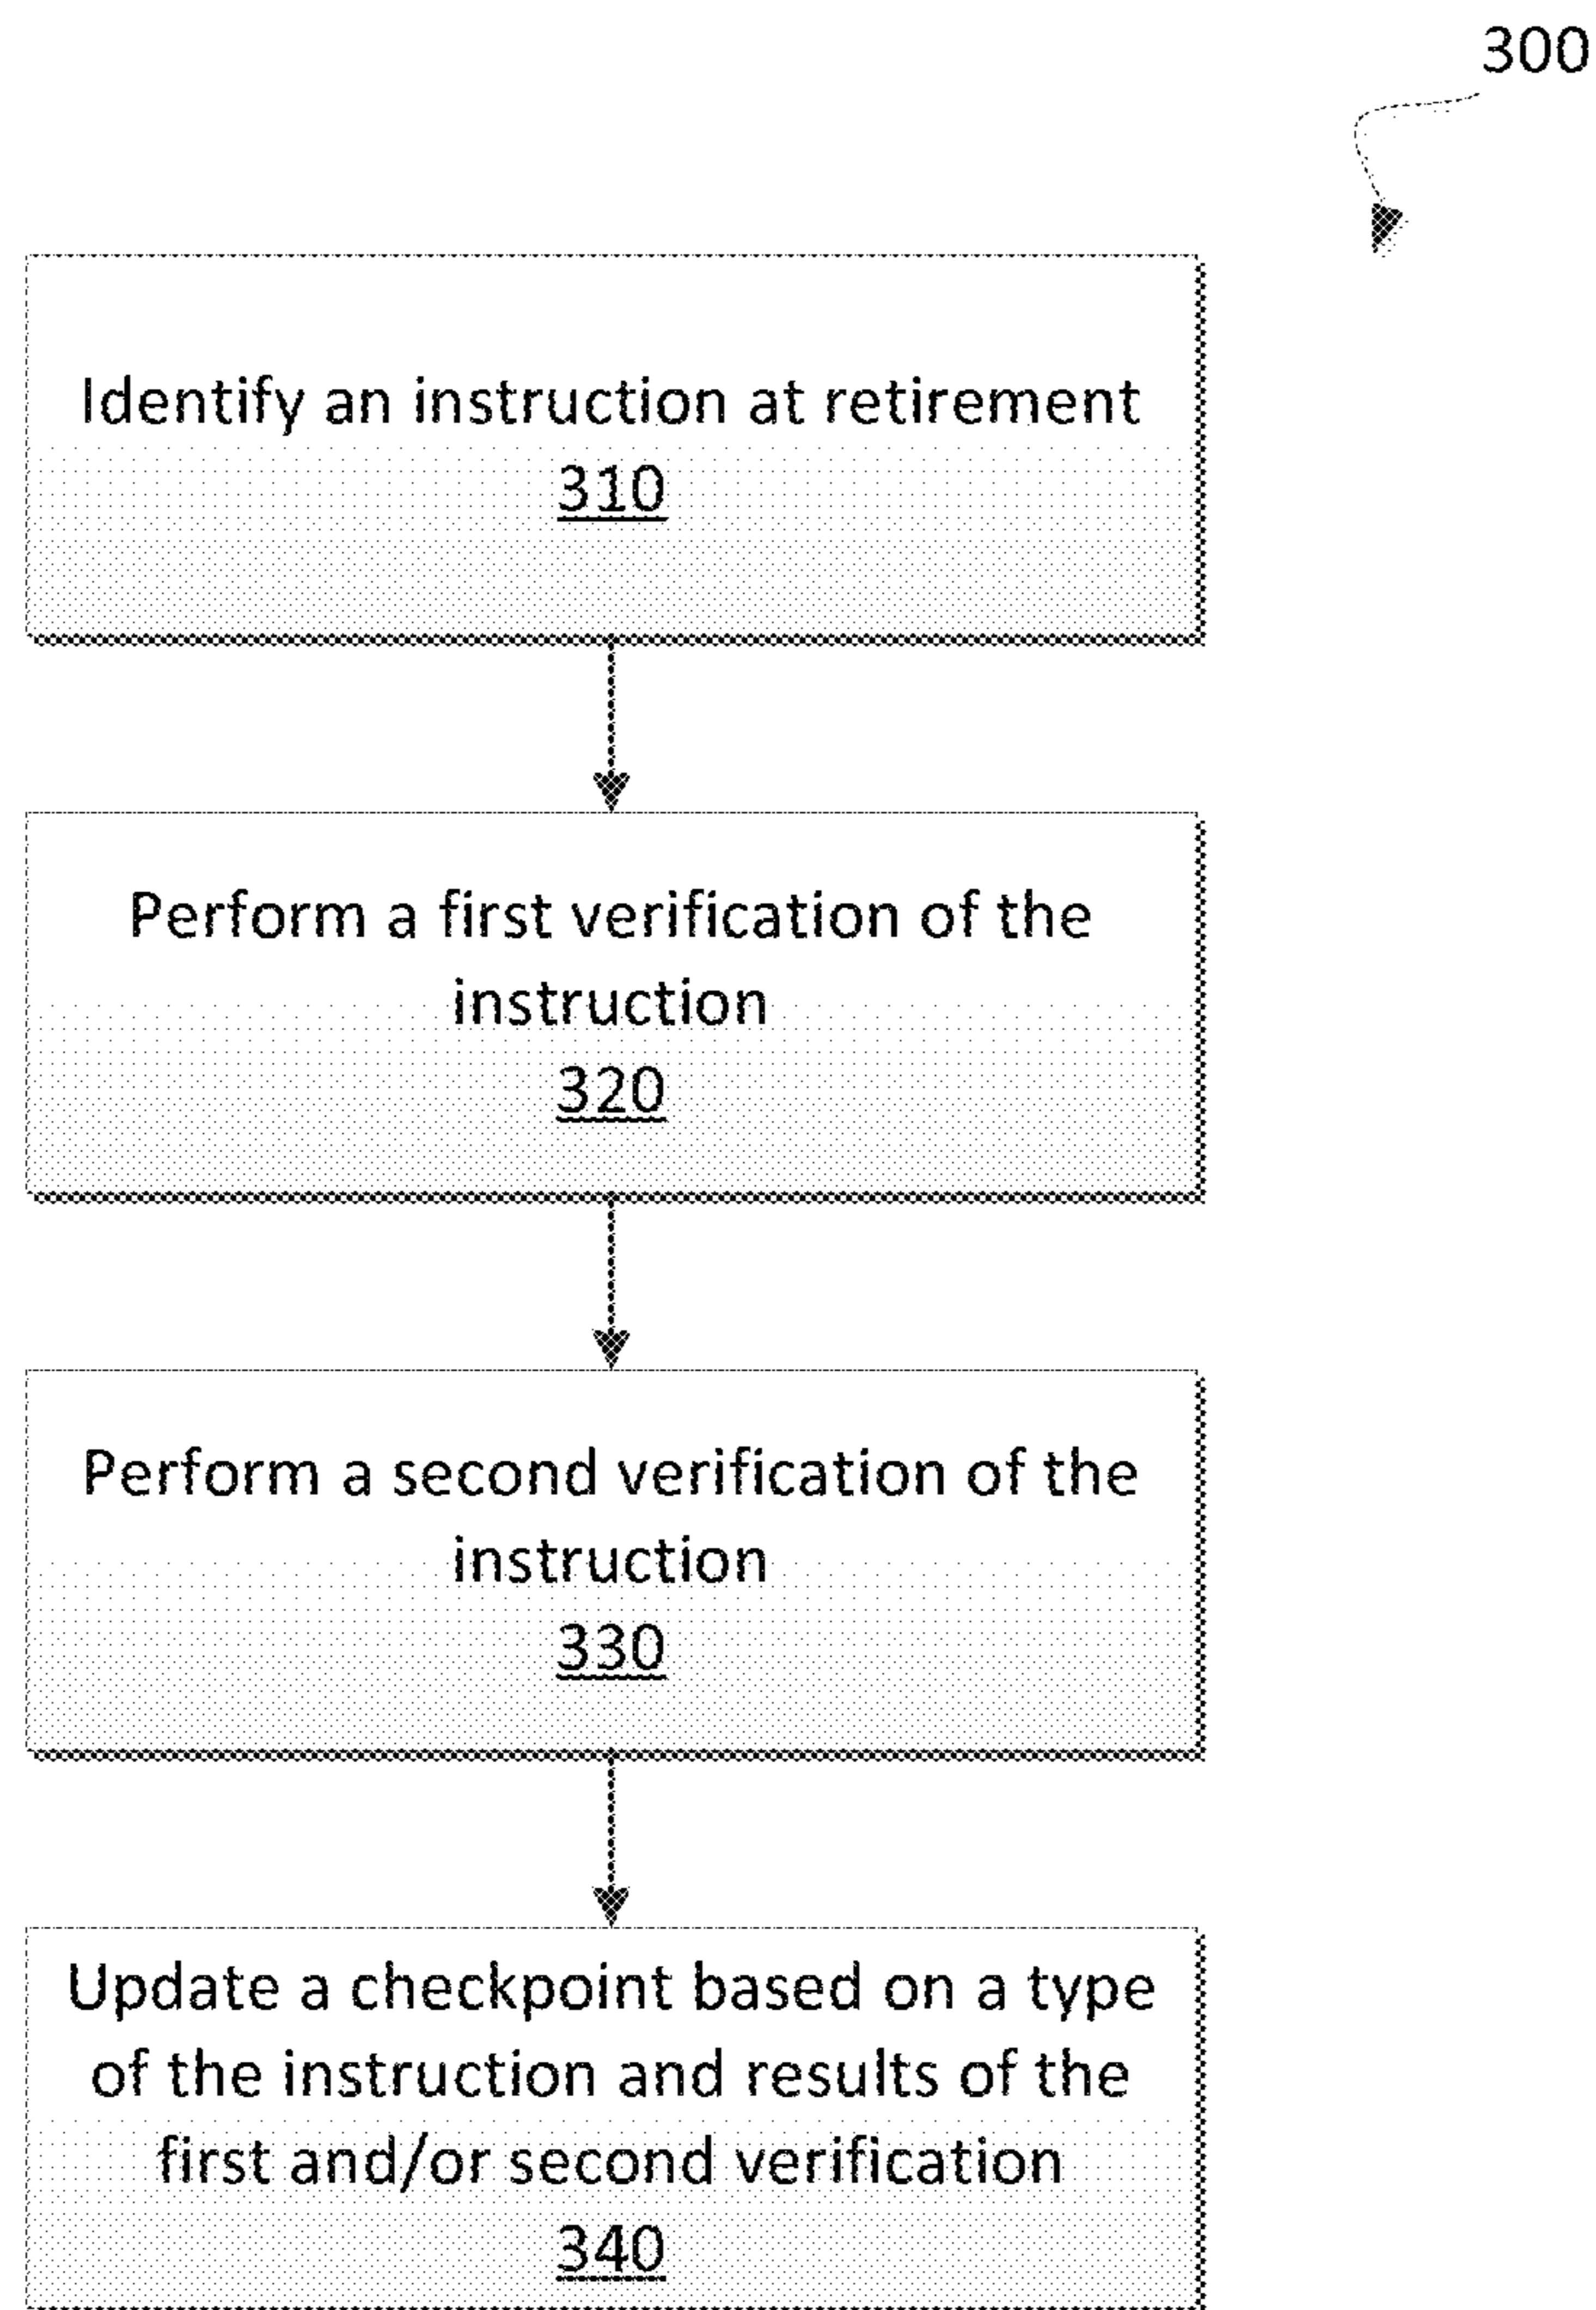 300
Identify an instruction at retirement
310
Perform a first verification of the
instruction
320
Perform a second verification of the
instruction
330
Update a checkpoint based on a type
of the instruction and results of the
first and/or second verification
340